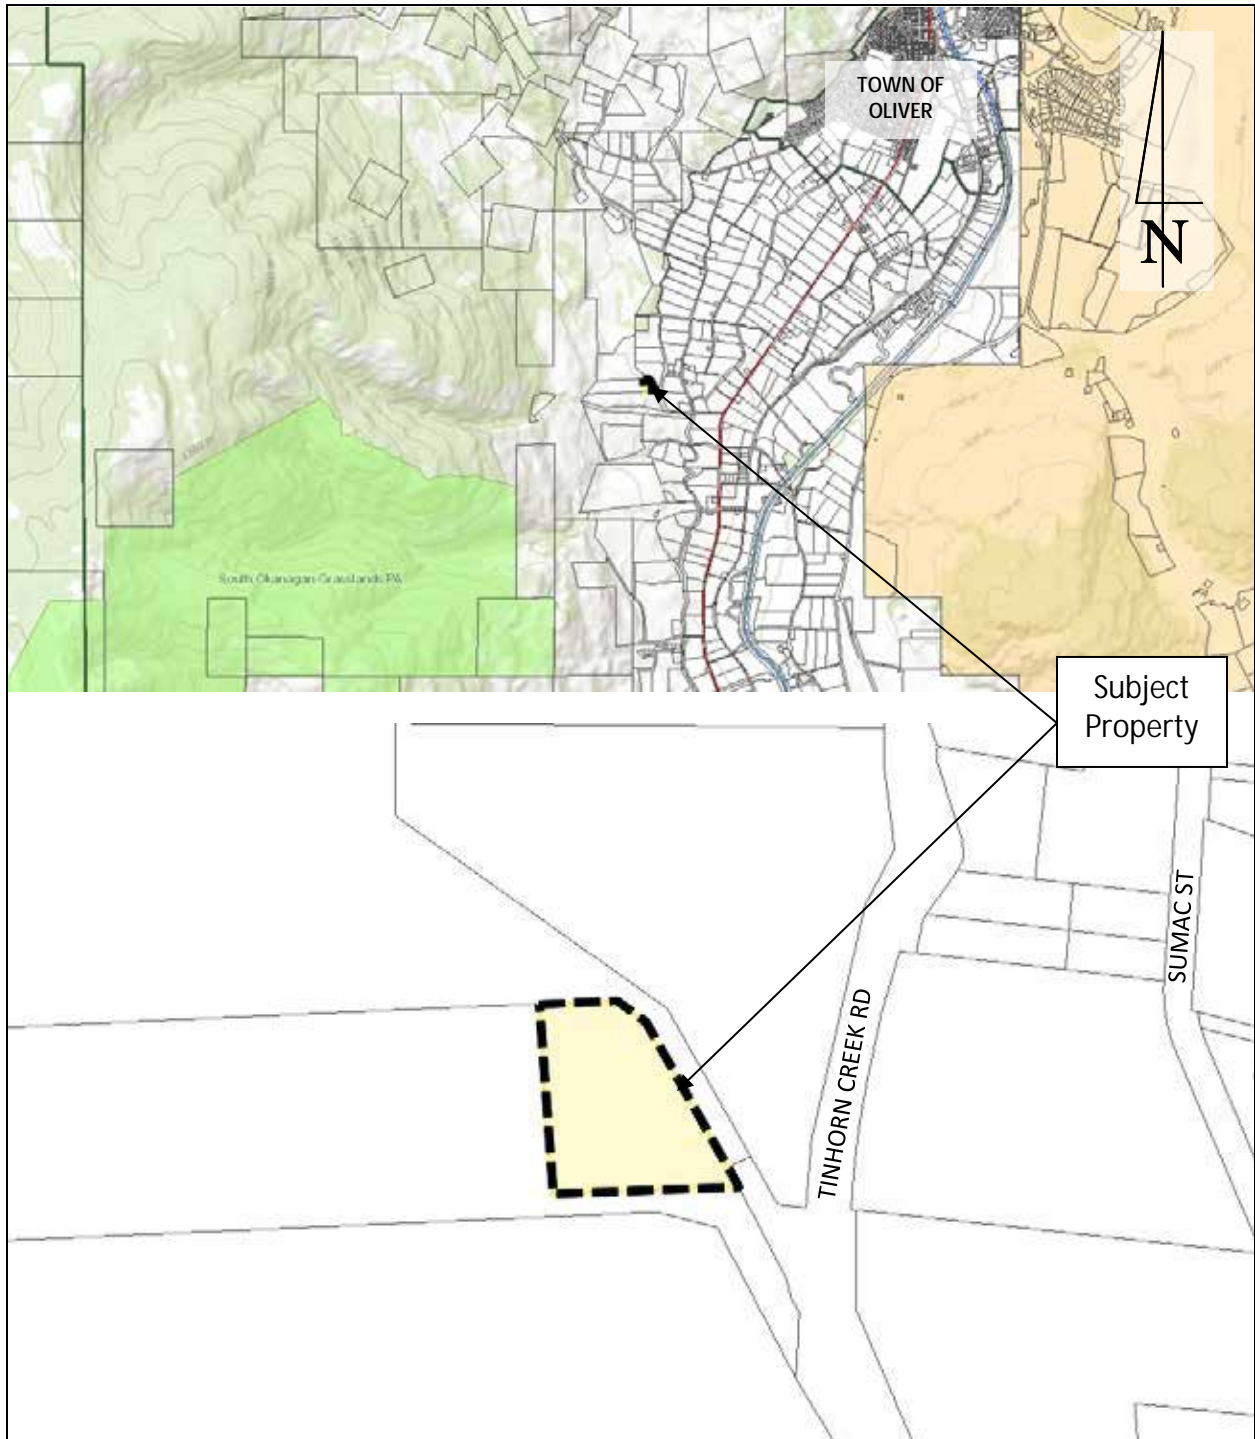 TOWN OF
OLIVER
N
South Okanagan Grasslands PA
Subject
Property
SUMAC ST
TINHORN CREEK RD